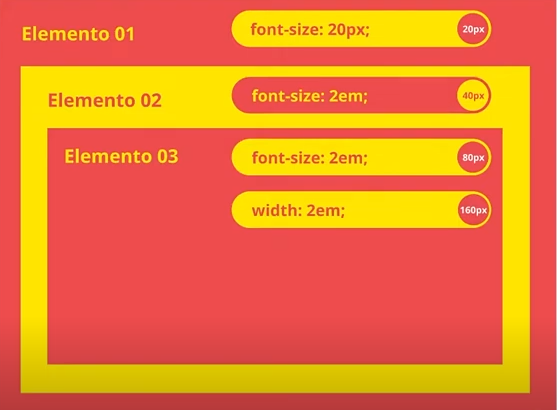 Elemento 01
font-size: 20px;
20px
Elemento 02
font-size: 2em;
40px
Elemento 03
font-size: 2em;
80px
width: 2em;
160px